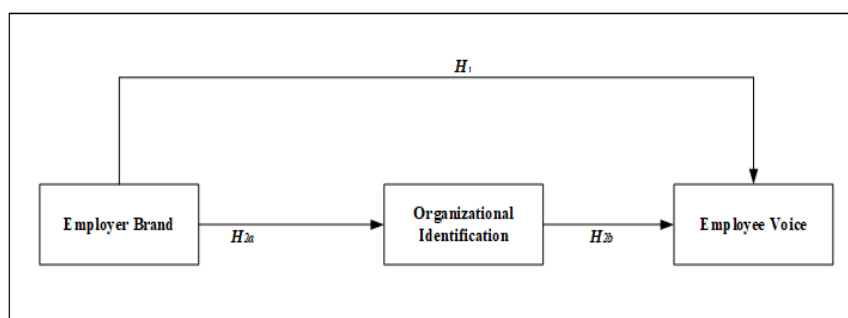 H1
Employer Brand
H2a
Organizational
Identification
H2b
Employee Voice